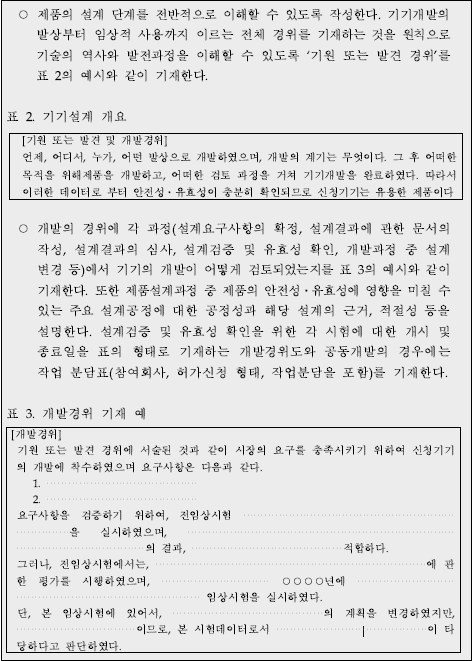 ○ 제품의 설계 단계를 전반적으로 이해할 수 있도록 작성한다. 기기개발의
발상부터 임상적 사용까지 이르는 전체 경위를 기재하는 것을 원칙으로
기술의 역사와 발전과정을 이해할 수 있도록 ‘기원 또는 발견 경위’를
표 2의 예시와 같이 기재한다.
표 2. 기기설계 개요
[기원 또는 발견 및 개발경위]
언제, 어디서, 누가, 어떤 발상으로 개발하였으며, 개발의 계기는 무엇이다. 그 후 어떠한
목적을 위해제품을 개발하고, 어떠한 검토 과정을 거쳐 기기개발을 완료하였다. 따라서
이러한 데이터로 부터 안전성·유효성이 충분히 확인되므로 신청기기는 유용한 제품이다
○ 개발의 경위에 각 과정(설계요구사항의 확정, 설계결과에 관한 문서의
작성, 설계결과의 심사, 설계검증 및 유효성 확인, 개발과정 중 설계
변경 등)에서 기기의 개발이 어떻게 검토되었는지를 표 3의 예시와 같이
기재한다. 또한 제품설계과정 중 제품의 안전성·유효성에 영향을 미칠 수
있는 주요 설계공정에 대한 공정성과 해당 설계의 근거, 적절성 등을
설명한다. 설계검증 및 유효성 확인을 위한 각 시험에 대한 개시 및
종료일을 표의 형태로 기재하는 개발경위도와 공동개발의 경우에는
작업 분담표(참여회사, 허가신청 형태, 작업분담을 포함)를 기재한다.
표 3. 개발경위 기재 예
[개발경위]
기원 또는 발견 경위에 서술된 것과 같이 시장의 요구를 충족시키기 위하여 신청기기
의 개발에 착수하였으며 요구사항은 다음과 같다.
1.
2.
요구사항을 검증하기 위하여, 진임상시험
을 실시하였으며,
의 결과, 적합하다.
그러나, 진임상시험에서는, 에 관
한 평가를 시행하였으며, ○○○○년에
임상시험을 실시하였다.
단, 본 임상시험에 있어서, 의 계획을 변경하였지만,
이므로, 본 시험데이터로서 이 타
당하다고 판단하였다.